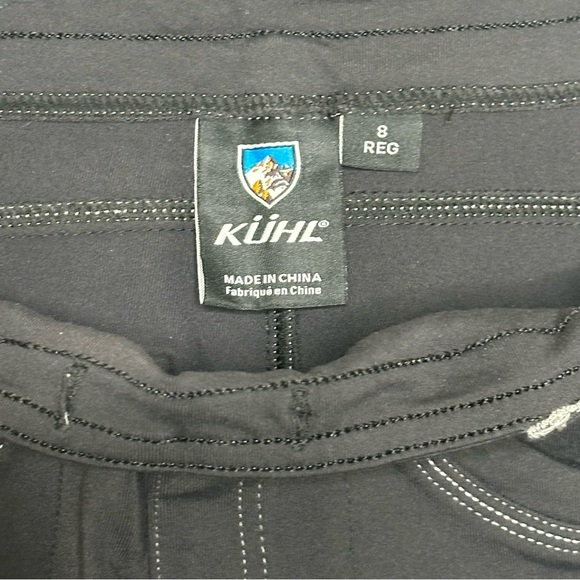 8
REG
KÜHL®
MADE IN CHINA
Fabriqué en Chine